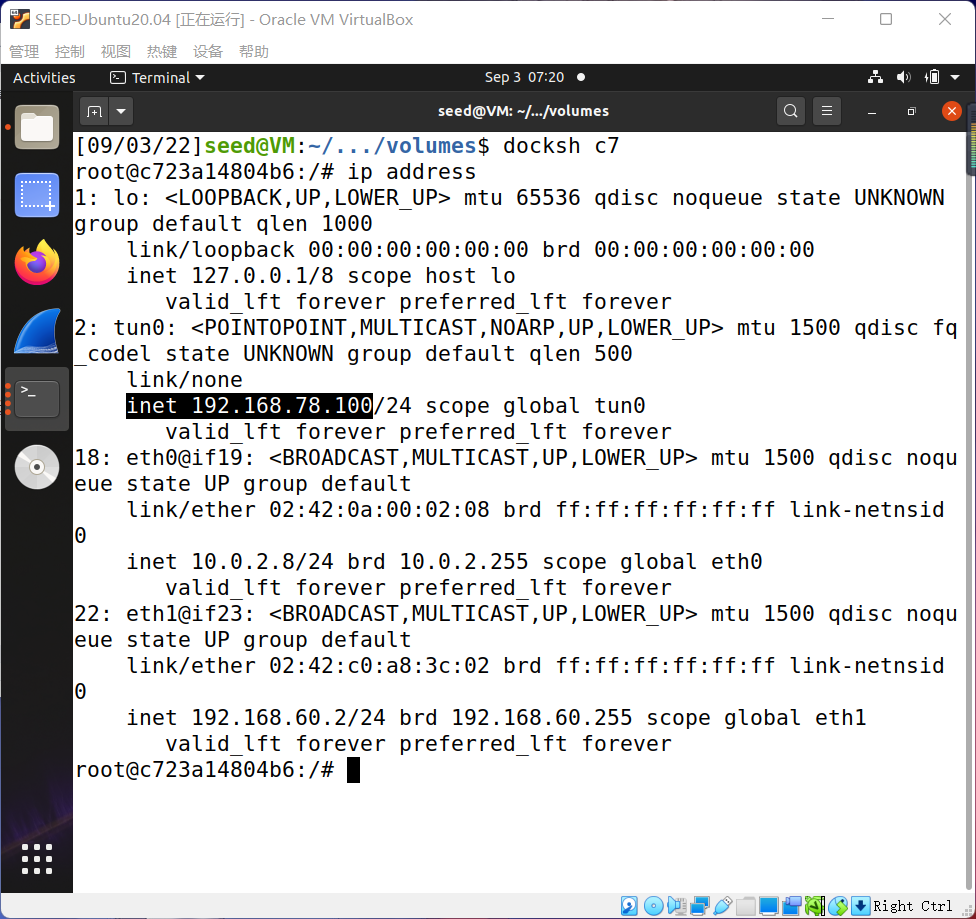 SEED-Ubuntu20.04 [正在运行] - Oracle VM VirtualBox
管理 控制 视图 热键 设备 帮助
Activities Terminal Sep 3 07:20
seed@VM: ~/.../volumes
[09/03/22]seed@VM:~/.../volumes$ docksh c7
root@c723a14804b6:/# ip address
1: lo: <LOOPBACK,UP,LOWER_UP> mtu 65536 qdisc noqueue state UNKNOWN
group default qlen 1000
    link/loopback 00:00:00:00:00:00 brd 00:00:00:00:00:00
    inet 127.0.0.1/8 scope host lo
       valid_lft forever preferred_lft forever
2: tun0: <POINTOPOINT,MULTICAST,NOARP,UP,LOWER_UP> mtu 1500 qdisc fq
_codel state UNKNOWN group default qlen 500
    link/none
    inet 192.168.78.100/24 scope global tun0
       valid_lft forever preferred_lft forever
18: eth0@if19: <BROADCAST,MULTICAST,UP,LOWER_UP> mtu 1500 qdisc noqu
eue state UP group default
    link/ether 02:42:0a:00:02:08 brd ff:ff:ff:ff:ff:ff link-netnsid
0
    inet 10.0.2.8/24 brd 10.0.2.255 scope global eth0
       valid_lft forever preferred_lft forever
22: eth1@if23: <BROADCAST,MULTICAST,UP,LOWER_UP> mtu 1500 qdisc noqu
eue state UP group default
    link/ether 02:42:c0:a8:3c:02 brd ff:ff:ff:ff:ff:ff link-netnsid
0
    inet 192.168.60.2/24 brd 192.168.60.255 scope global eth1
       valid_lft forever preferred_lft forever
root@c723a14804b6:/#
Right Ctrl